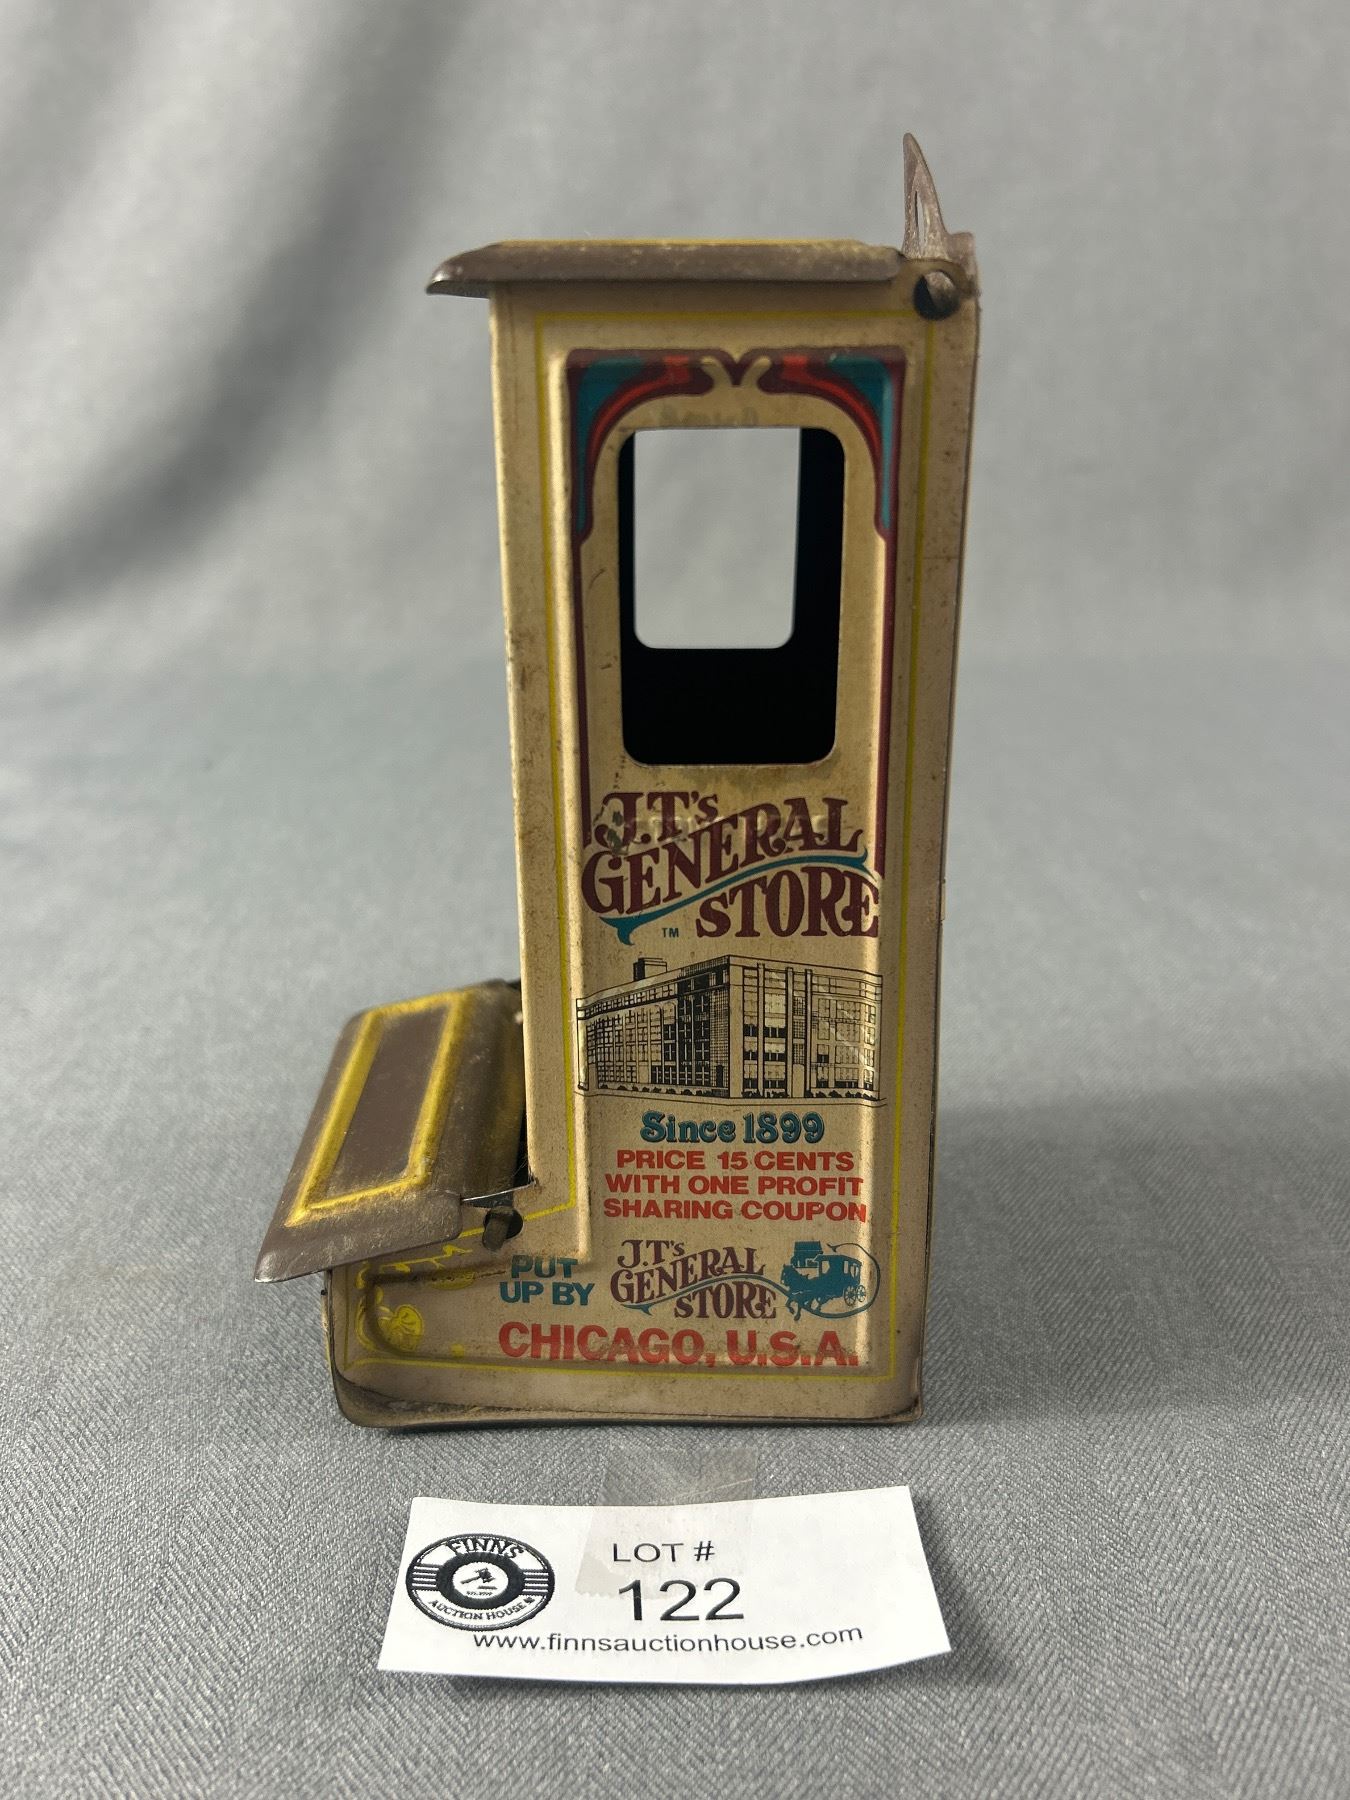 J.T's
GENERAL
STORE
TM
Since 1899
PRICE 15 CENTS
WITH ONE PROFIT
SHARING COUPON
PUT
UP BY
J.T's
GENERAL
STORE
CHICAGO, U.S.A.
FINNS
AUCTION HOUSE
LOT #
122
www.finnsauctionhouse.com